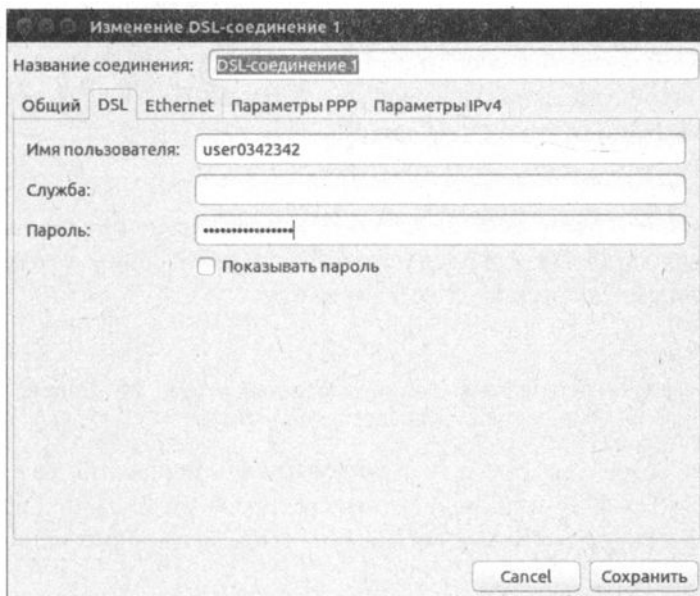 Изменение DSL-соединение 1
Название соединения: DSL-соединение 1
Общий DSL Ethernet Параметры PPP Параметры IPv4
Имя пользователя: user0342342
Служба:
Пароль: ••••••••••••••••
Показывать пароль
Cancel Сохранить